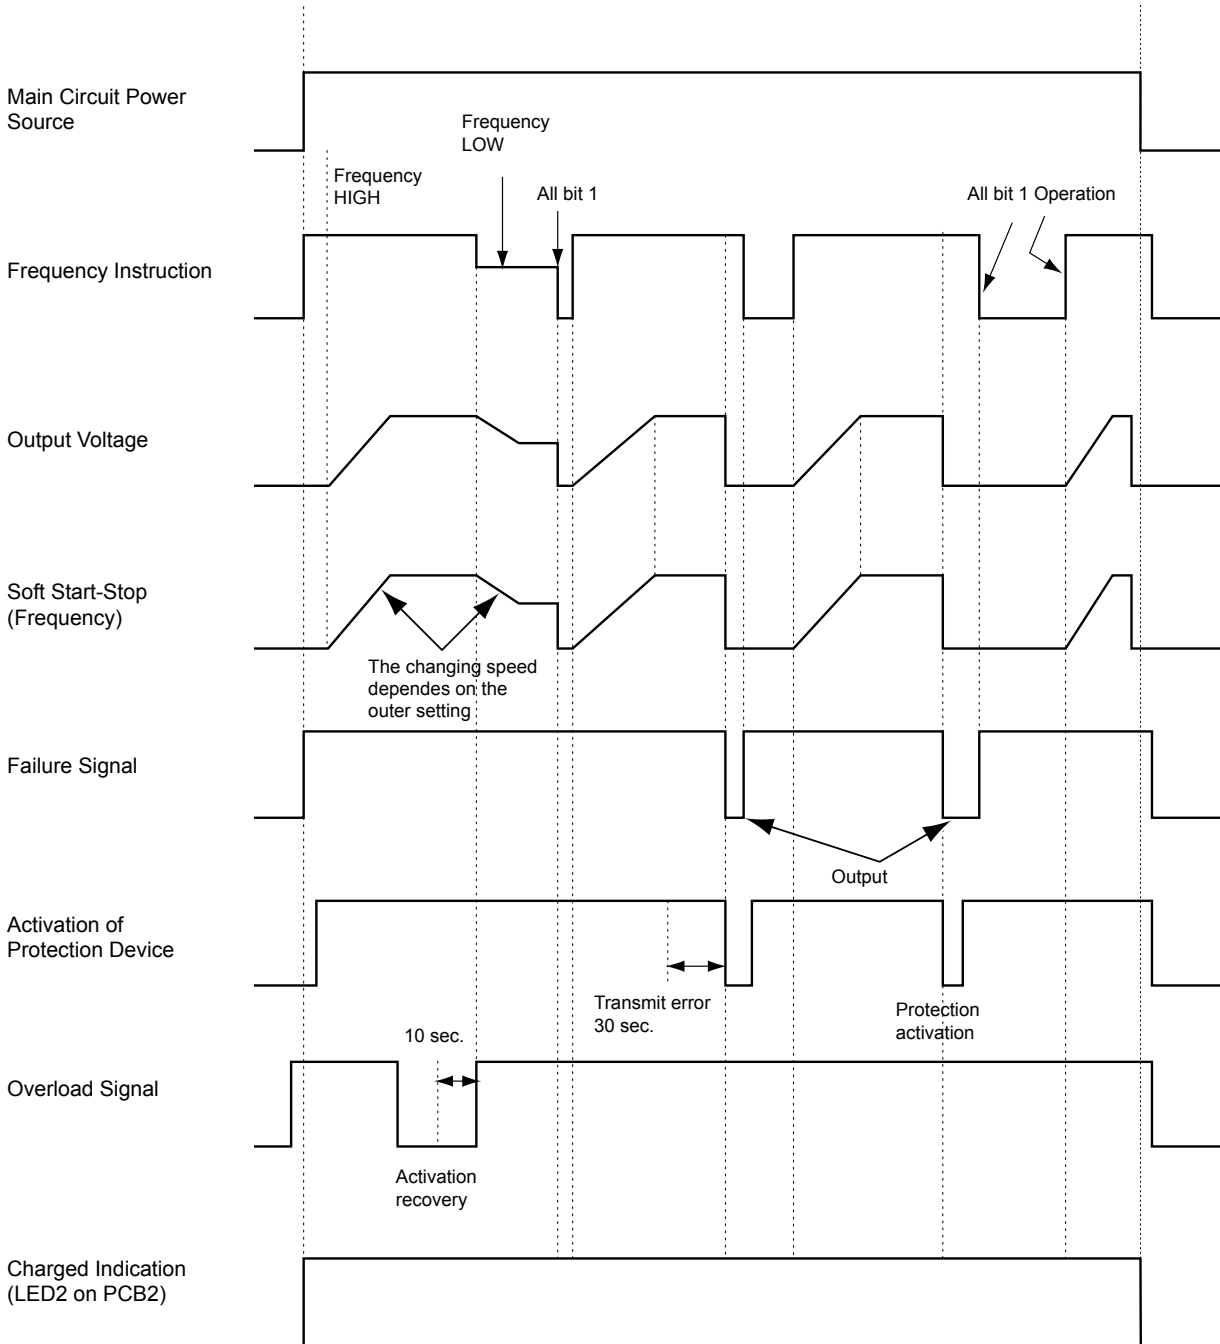 Main Circuit Power
Source
Frequency
LOW
Frequency
HIGH
All bit 1
All bit 1 Operation
Frequency Instruction
Output Voltage
Soft Start-Stop
(Frequency)
The changing speed
dependes on the
outer setting
Failure Signal
Output
Activation of
Protection Device
Transmit error
30 sec.
Protection
activation
10 sec.
Overload Signal
Activation
recovery
Charged Indication
(LED2 on PCB2)